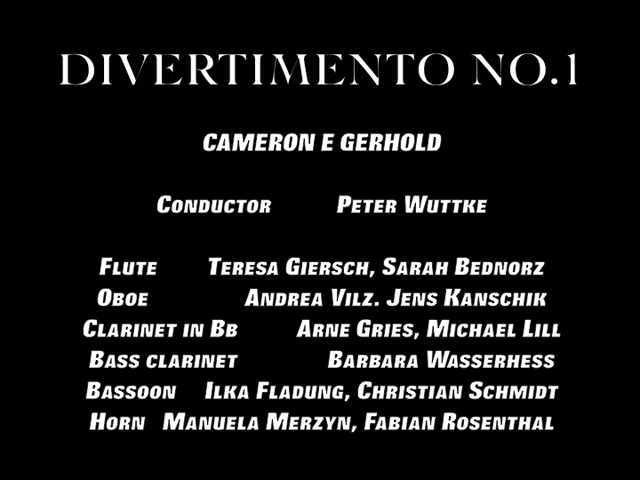 DIVERTIMENTO NO.1
CAMERON E GERHOLD
CONDUCTOR PETER WUTTKE
FLUTE TERESA GIERSCH, SARAH BEDNORZ
OBOE ANDREA VILZ. JENS KANSCHIK
CLARINET IN BB ARNE GRIES, MICHAEL LILL
BASS CLARINET BARBARA WASSERHESS
BASSOON ILKA FLADUNG, CHRISTIAN SCHMIDT
HORN MANUELA MERZYN, FABIAN ROSENTHAL